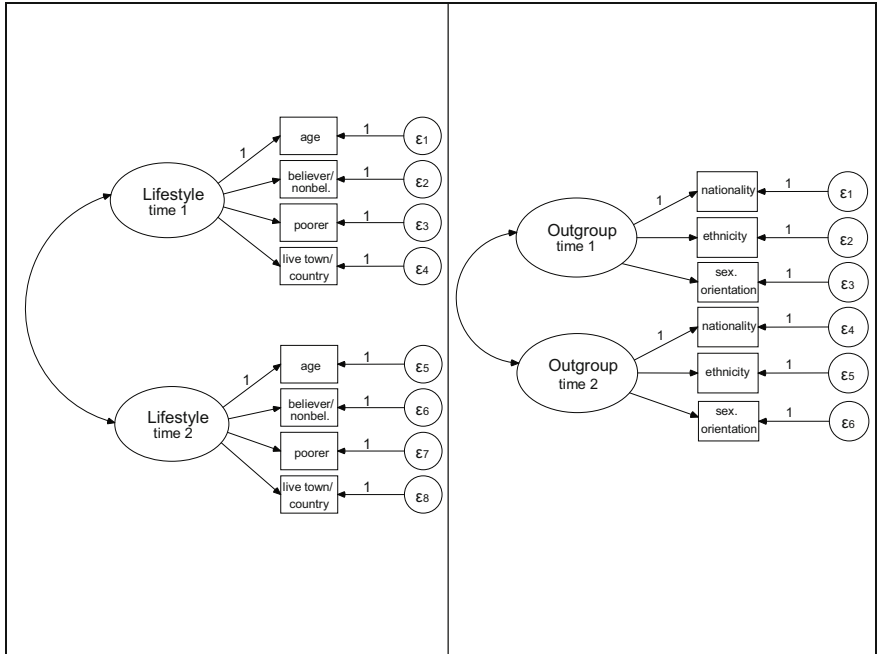 Lifestyle
time 1
1
age
1
ε1
believer/
nonbel.
1
ε2
poorer
1
ε3
live town/
country
1
ε4
Lifestyle
time 2
1
age
1
ε5
believer/
nonbel.
1
ε6
poorer
1
ε7
live town/
country
1
ε8
Outgroup
time 1
1
nationality
1
ε1
ethnicity
1
ε2
sex.
orientation
1
ε3
Outgroup
time 2
1
nationality
1
ε4
ethnicity
1
ε5
sex.
orientation
1
ε6